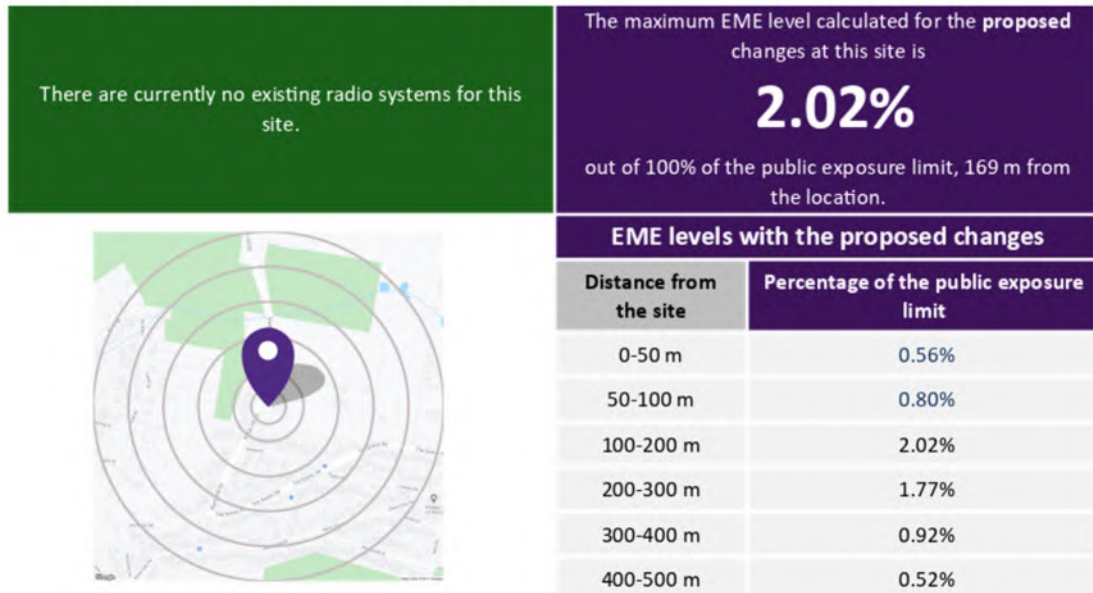 There are currently no existing radio systems for this
site.
The maximum EME level calculated for the proposed
changes at this site is
2.02%
out of 100% of the public exposure limit, 169 m from
the location.
EME levels with the proposed changes
Distance from
the site
Percentage of the public exposure
limit
0-50 m
0.56%
50-100 m
0.80%
100-200 m
2.02%
200-300 m
1.77%
300-400 m
0.92%
400-500 m
0.52%